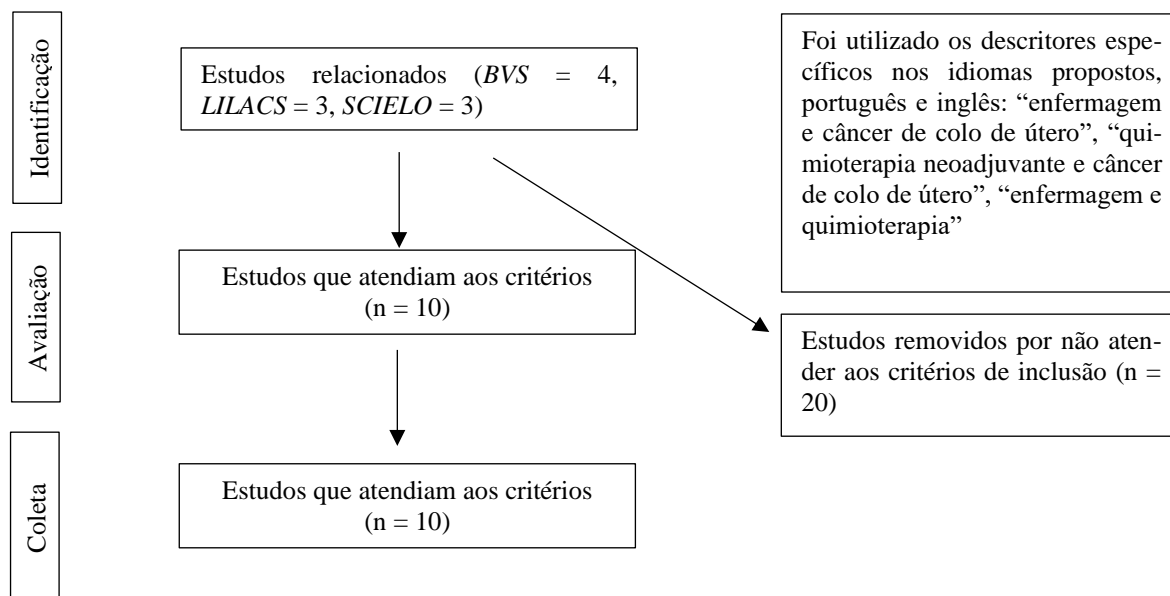 Identificação
Estudos relacionados (BVS = 4,
LILACS = 3, SCIELO = 3)
Foi utilizado os descritores espe-
cíficos nos idiomas propostos,
português e inglês: “enfermagem
e câncer de colo de útero”, “qui-
mioterapia neoadjuvante e câncer
de colo de útero”, “enfermagem e
quimioterapia”
Avaliação
Estudos que atendiam aos critérios
(n = 10)
Estudos removidos por não aten-
der aos critérios de inclusão (n =
20)
Coleta
Estudos que atendiam aos critérios
(n = 10)